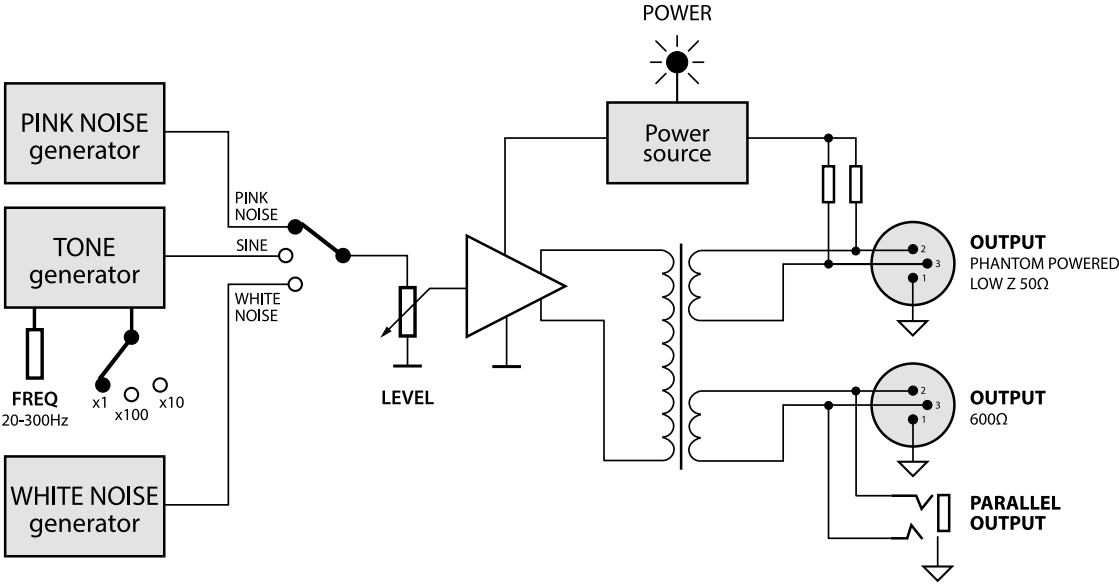 POWER
PINK NOISE
generator
Power
source
PINK
NOISE
TONE
generator
SINE
WHITE
NOISE
2
3
1
OUTPUT
PHANTOM POWERED
LOW Z 50Ω
FREQ
20-300Hz
x1
x100
x10
LEVEL
2
3
1
OUTPUT
600Ω
WHITE NOISE
generator
PARALLEL
OUTPUT